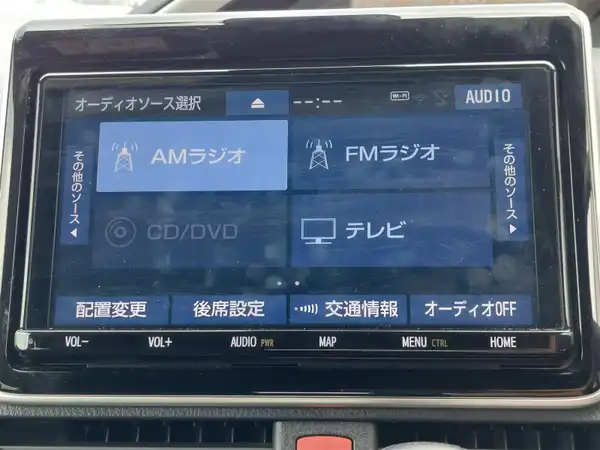 オーディオソース選択
--:--
Wi-Fi
AUDIO
その他のソース
AMラジオ
FMラジオ
その他のソース
CD/DVD
テレビ
配置変更
後席設定
交通情報
オーディオOFF
VOL-
VOL+
AUDIO PWR
MAP
MENU CTRL
HOME